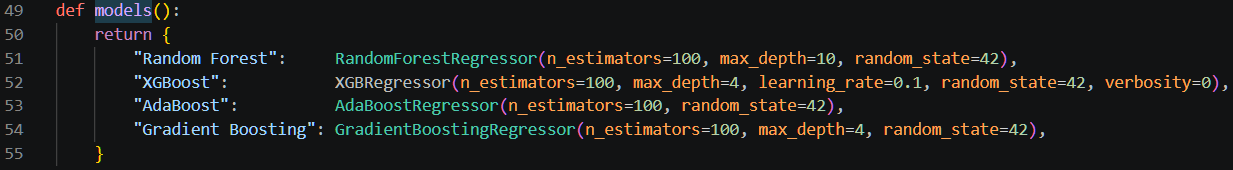 49 def models():
50     return {
51         "Random Forest":     RandomForestRegressor(n_estimators=100, max_depth=10, random_state=42),
52         "XGBoost":           XGBRegressor(n_estimators=100, max_depth=4, learning_rate=0.1, random_state=42, verbosity=0),
53         "AdaBoost":          AdaBoostRegressor(n_estimators=100, random_state=42),
54         "Gradient Boosting": GradientBoostingRegressor(n_estimators=100, max_depth=4, random_state=42),
55     }